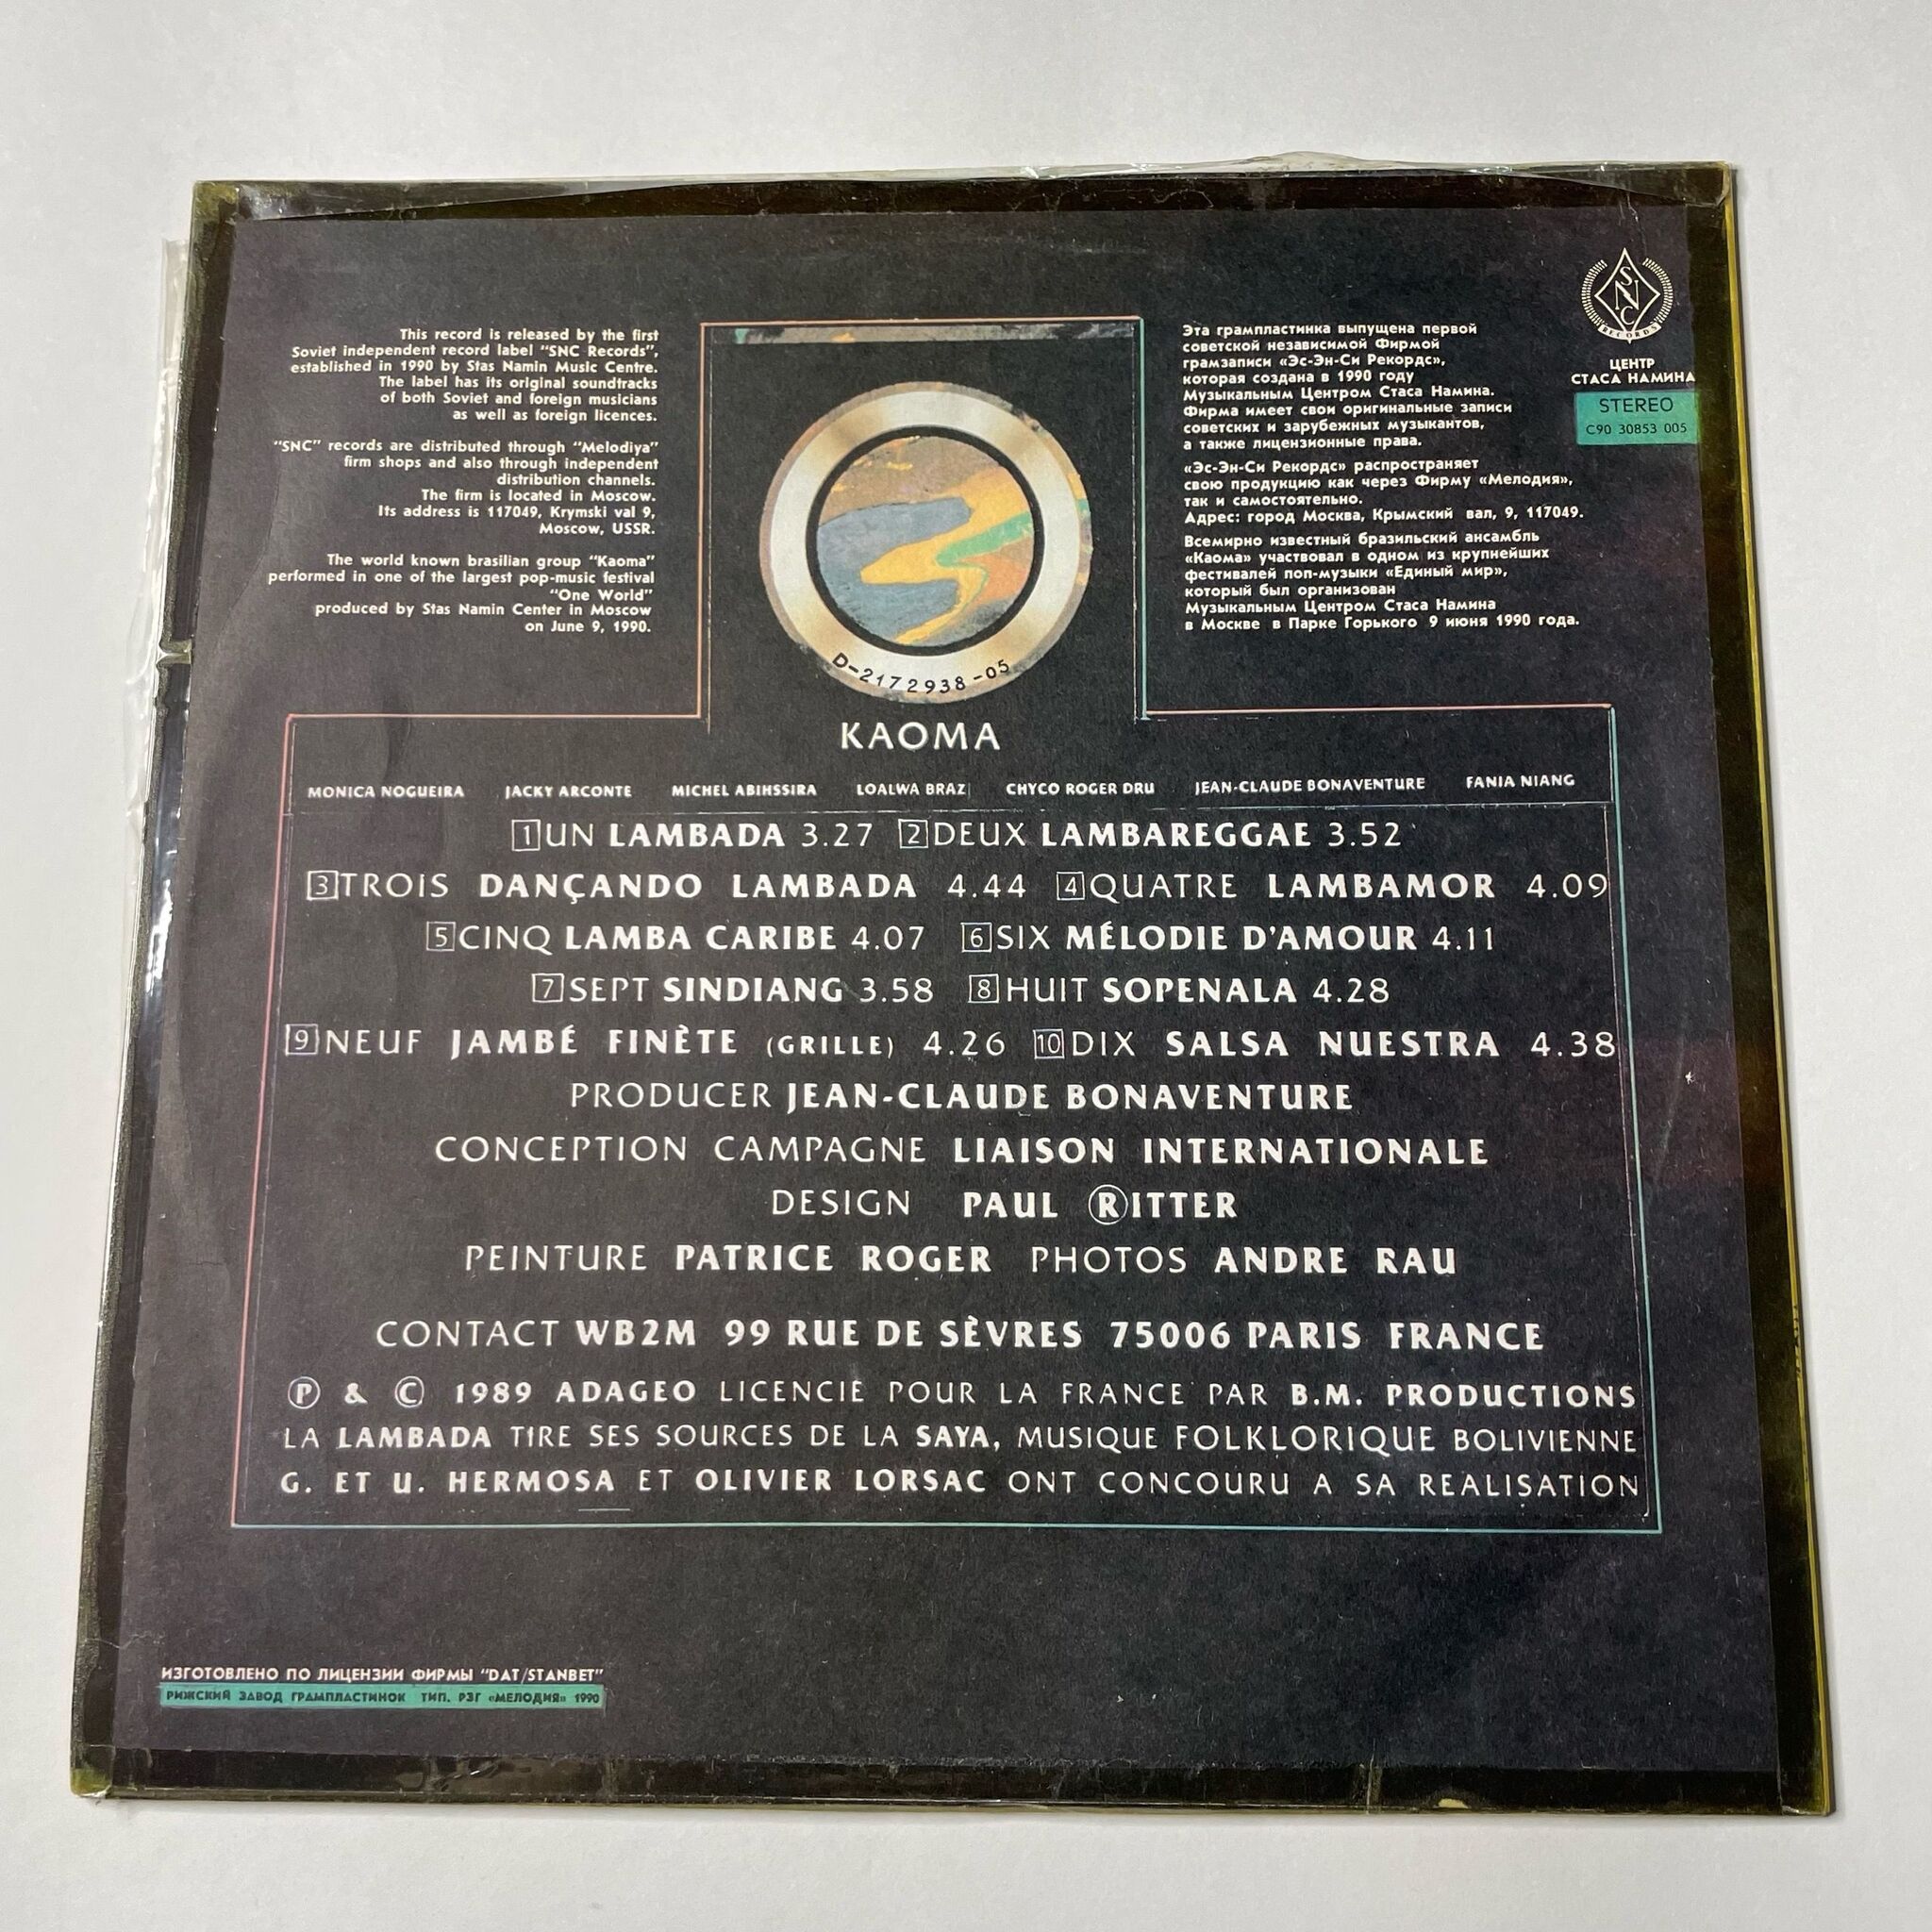 This record is released by the first
Soviet independent record label "SNC Records",
established in 1990 by Stas Namin Music Centre.
The label has its original soundtracks
of both Soviet and foreign musicians
as well as foreign licences.
"SNC" records are distributed through "Melodiya"
firm shops and also through independent
distribution channels.
The firm is located in Moscow.
Its address is 117049, Krymski val 9,
Moscow, USSR.
The world known brasilian group "Kaoma"
performed in one of the largest pop-music festival
"One World"
produced by Stas Namin Center in Moscow
on June 9, 1990.
Эта грампластинка выпущена первой
советской независимой Фирмой
грамзаписи «Эс-Эн-Си Рекордс»,
которая создана в 1990 году
Музыкальным Центром Стаса Намина.
Фирма имеет свои оригинальные записи
советских и зарубежных музыкантов,
а также лицензионные права.
«Эс-Эн-Си Рекордс» распространяет
свою продукцию как через Фирму «Мелодия»,
так и самостоятельно.
Адрес: город Москва, Крымский вал, 9, 117049.
Всемирно известный бразильский ансамбль
«Каома» участвовал в одном из крупнейших
фестивалей поп-музыки «Единый мир»,
который был организован
Музыкальным Центром Стаса Намина
в Москве в Парке Горького 9 июня 1990 года.
SNC
RECORDS
ЦЕНТР
СТАСА НАМИНА
STEREO
С90 30853 005
D-2172938-05
KAOMA
MONICA NOGUEIRA JACKY ARCONTE MICHEL ABIHSSIRA LOALWA BRAZ CHYCO ROGER DRU JEAN-CLAUDE BONAVENTURE FANIA NIANG
1 UN LAMBADA 3.27 2 DEUX LAMBAREGGAE 3.52
3 TROIS DANÇANDO LAMBADA 4.44 4 QUATRE LAMBAMOR 4.09
5 CINQ LAMBA CARIBE 4.07 6 SIX MÉLODIE D'AMOUR 4.11
7 SEPT SINDIANG 3.58 8 HUIT SOPENALA 4.28
9 NEUF JAMBÉ FINÈTE (GRILLE) 4.26 10 DIX SALSA NUESTRA 4.38
PRODUCER JEAN-CLAUDE BONAVENTURE
CONCEPTION CAMPAGNE LIAISON INTERNATIONALE
DESIGN PAUL ®ITTER
PEINTURE PATRICE ROGER PHOTOS ANDRE RAU
CONTACT WB2M 99 RUE DE SÈVRES 75006 PARIS FRANCE
℗ & © 1989 ADAGEO LICENCIE POUR LA FRANCE PAR B.M. PRODUCTIONS
LA LAMBADA TIRE SES SOURCES DE LA SAYA, MUSIQUE FOLKLORIQUE BOLIVIENNE
G. ET U. HERMOSA ET OLIVIER LORSAC ONT CONCOURU A SA REALISATION
ИЗГОТОВЛЕНО ПО ЛИЦЕНЗИИ ФИРМЫ "DAT/STANBET"
РИЖСКИЙ ЗАВОД ГРАМПЛАСТИНОК ТИП. РЗГ «МЕЛОДИЯ» 1990